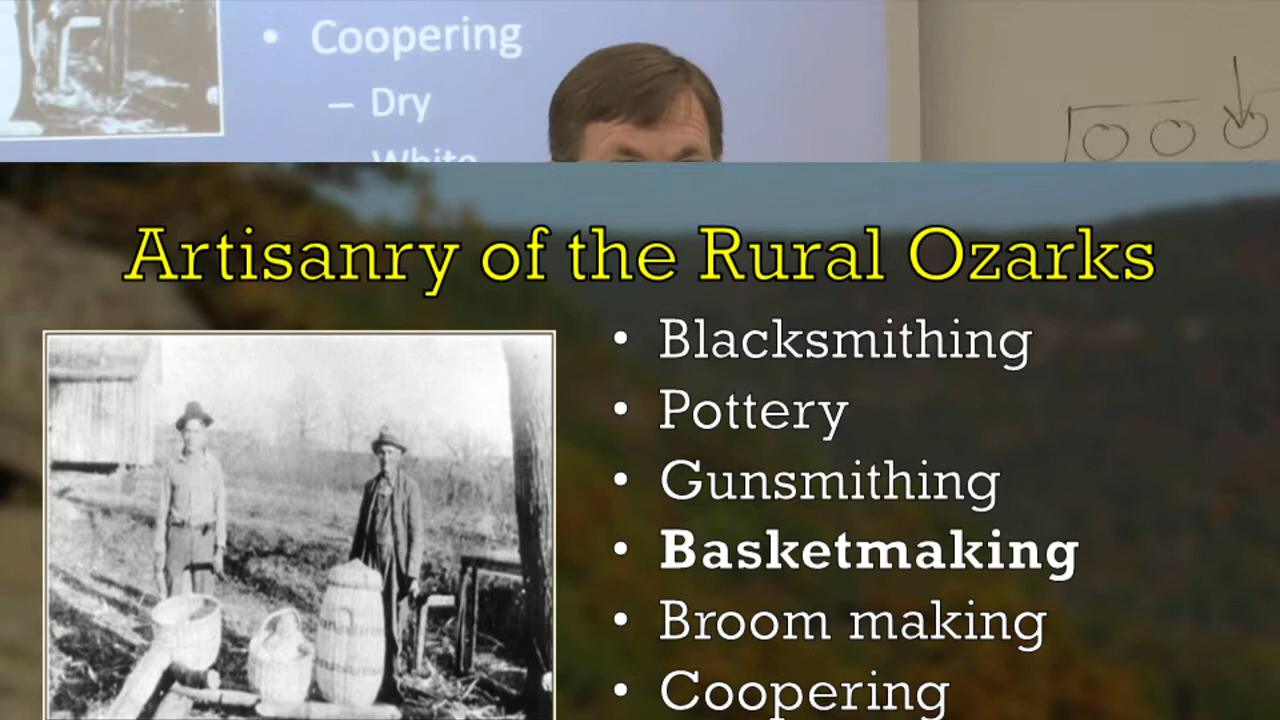 • Coopering
– Dry
White
Artisanry of the Rural Ozarks
• Blacksmithing
• Pottery
• Gunsmithing
• Basketmaking
• Broom making
• Coopering